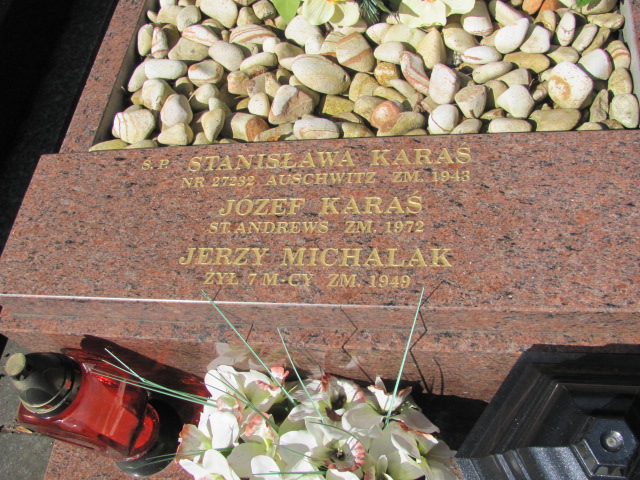 Ś.P. STANISŁAWA KARAŚ
NR 27232 AUSCHWITZ ZM. 1943
JÓZEF KARAŚ
ST. ANDREWS ZM. 1972
JERZY MICHALAK
ŻYŁ 7 M-CY ZM. 1949